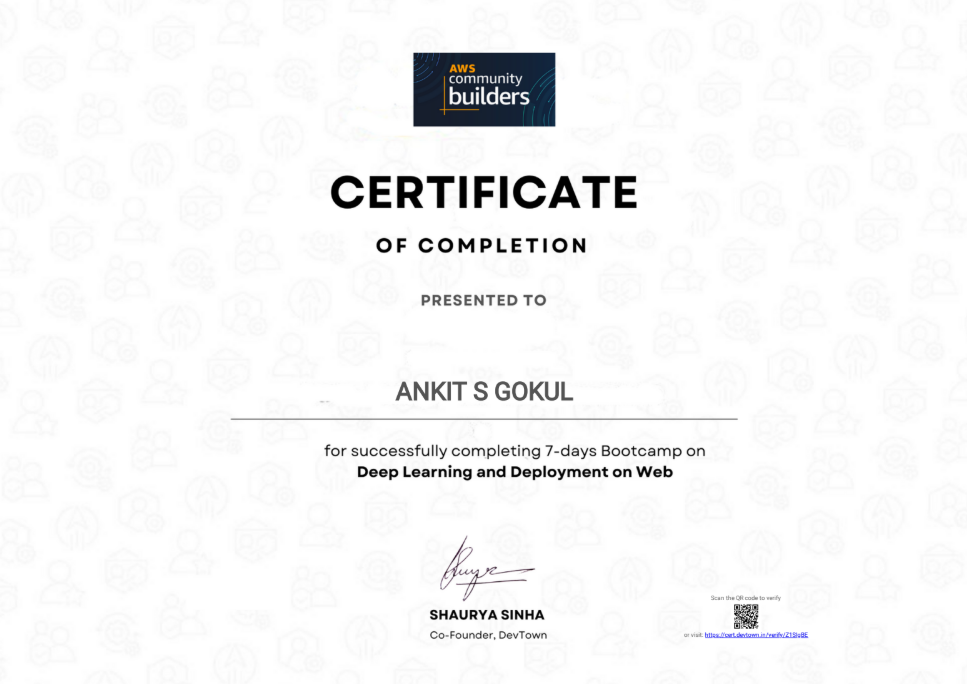 AWS
community
builders
CERTIFICATE
OF COMPLETION
PRESENTED TO
ANKIT S GOKUL
for successfully completing 7-days Bootcamp on
Deep Learning and Deployment on Web
SHAURYA SINHA
Co-Founder, DevTown
Scan the QR code to verify
or visit: https://cert.devtown.in/verify/Z1SIgBE